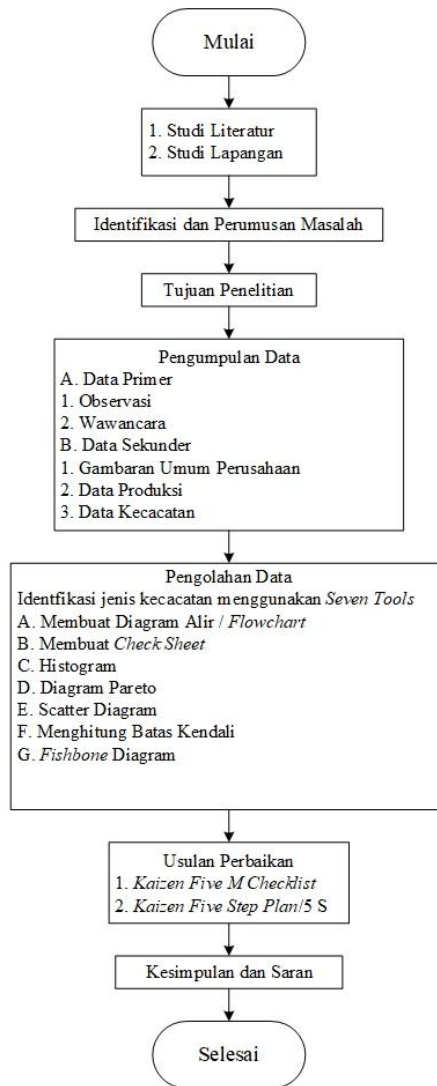 Mulai
1. Studi Literatur
2. Studi Lapangan
Identifikasi dan Perumusan Masalah
Tujuan Penelitian
Pengumpulan Data
A. Data Primer
1. Observasi
2. Wawancara
B. Data Sekunder
1. Gambaran Umum Perusahaan
2. Data Produksi
3. Data Kecacatan
Pengolahan Data
Identfikasi jenis kecacatan menggunakan Seven Tools
A. Membuat Diagram Alir / Flowchart
B. Membuat Check Sheet
C. Histogram
D. Diagram Pareto
E. Scatter Diagram
F. Menghitung Batas Kendali
G. Fishbone Diagram
Usulan Perbaikan
1. Kaizen Five M Checklist
2. Kaizen Five Step Plan/5 S
Kesimpulan dan Saran
Selesai